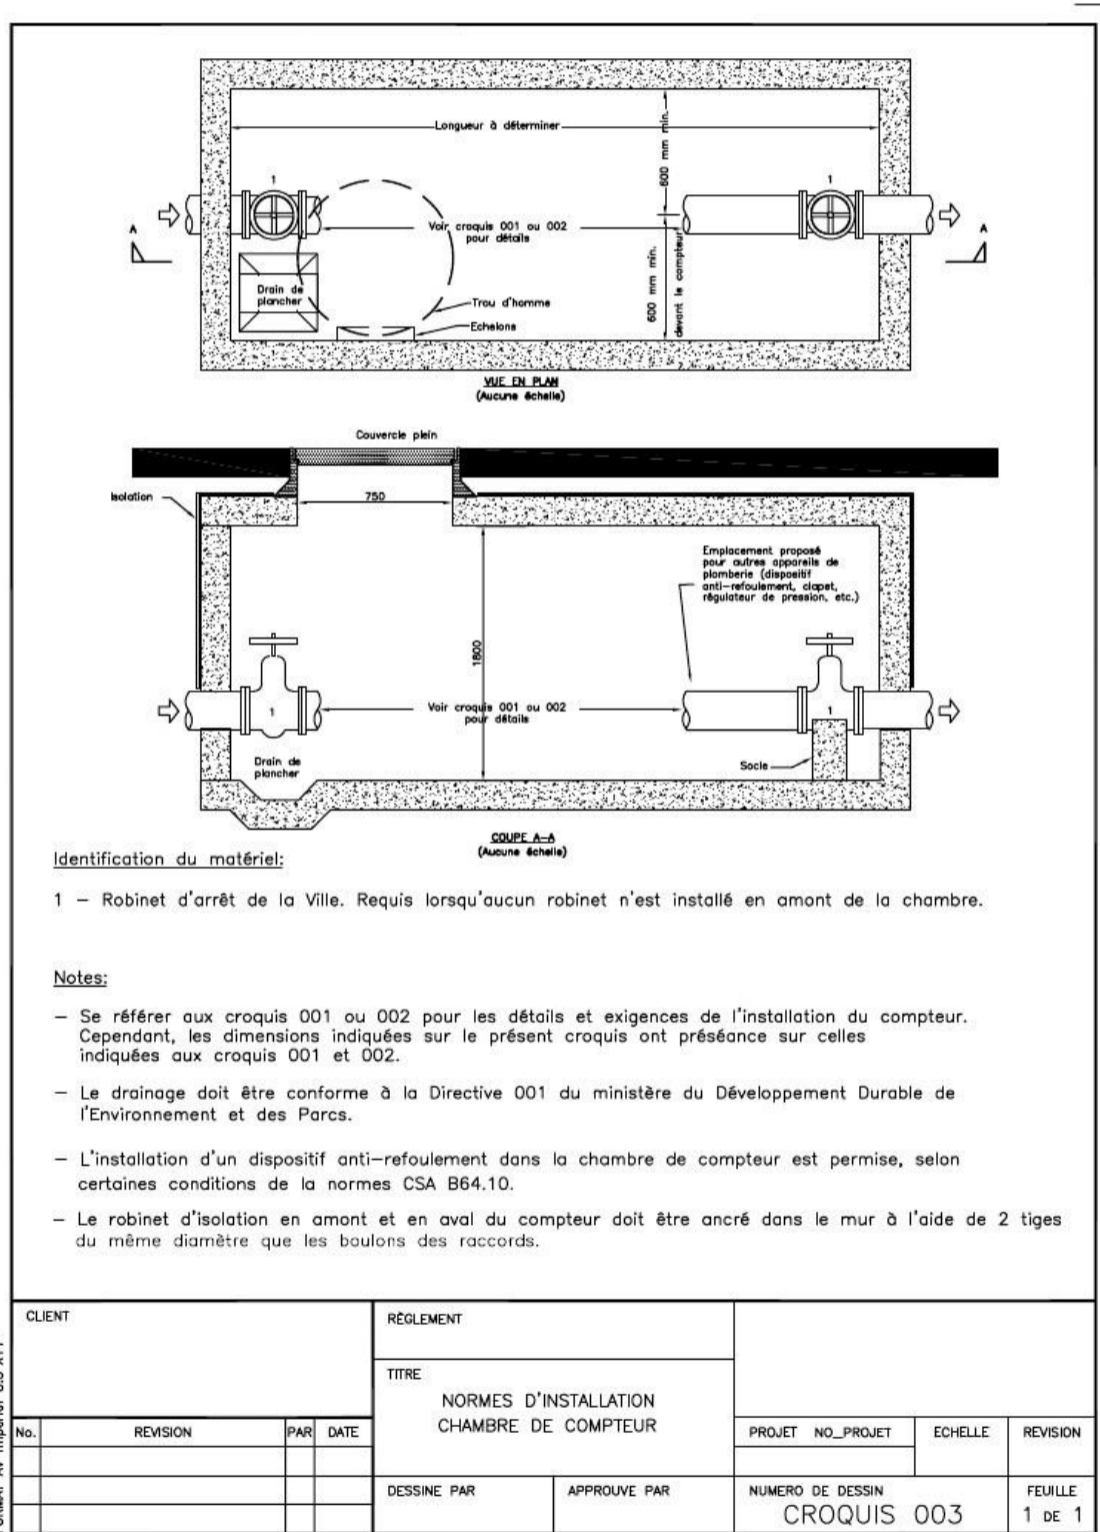 Longueur à déterminer
600 mm min.
1
1
A
A
Voir croquis 001 ou 002
pour détails
600 mm min.
devant le compteur
Drain de
plancher
Trou d'homme
Echelons
VUE EN PLAN
(Aucune échelle)
Couvercle plein
Isolation
750
Emplacement proposé
pour autres appareils de
plomberie (dispositif
anti-refoulement, clapet,
régulateur de pression, etc.)
1800
1
Voir croquis 001 ou 002
pour détails
1
Drain de
plancher
Socle
COUPE A-A
(Aucune échelle)
Identification du matériel:
1 – Robinet d'arrêt de la Ville. Requis lorsqu'aucun robinet n'est installé en amont de la chambre.
Notes:
– Se référer aux croquis 001 ou 002 pour les détails et exigences de l'installation du compteur.
Cependant, les dimensions indiquées sur le présent croquis ont préséance sur celles
indiquées aux croquis 001 et 002.
– Le drainage doit être conforme à la Directive 001 du ministère du Développement Durable de
l'Environnement et des Parcs.
– L'installation d'un dispositif anti-refoulement dans la chambre de compteur est permise, selon
certaines conditions de la normes CSA B64.10.
– Le robinet d'isolation en amont et en aval du compteur doit être ancré dans le mur à l'aide de 2 tiges
du même diamètre que les boulons des raccords.
CLIENT
RÈGLEMENT
TITRE
NORMES D'INSTALLATION
CHAMBRE DE COMPTEUR
No. REVISION PAR DATE
PROJET NO_PROJET ECHELLE REVISION
DESSINE PAR APPROUVE PAR NUMERO DE DESSIN FEUILLE
CROQUIS 003 1 DE 1